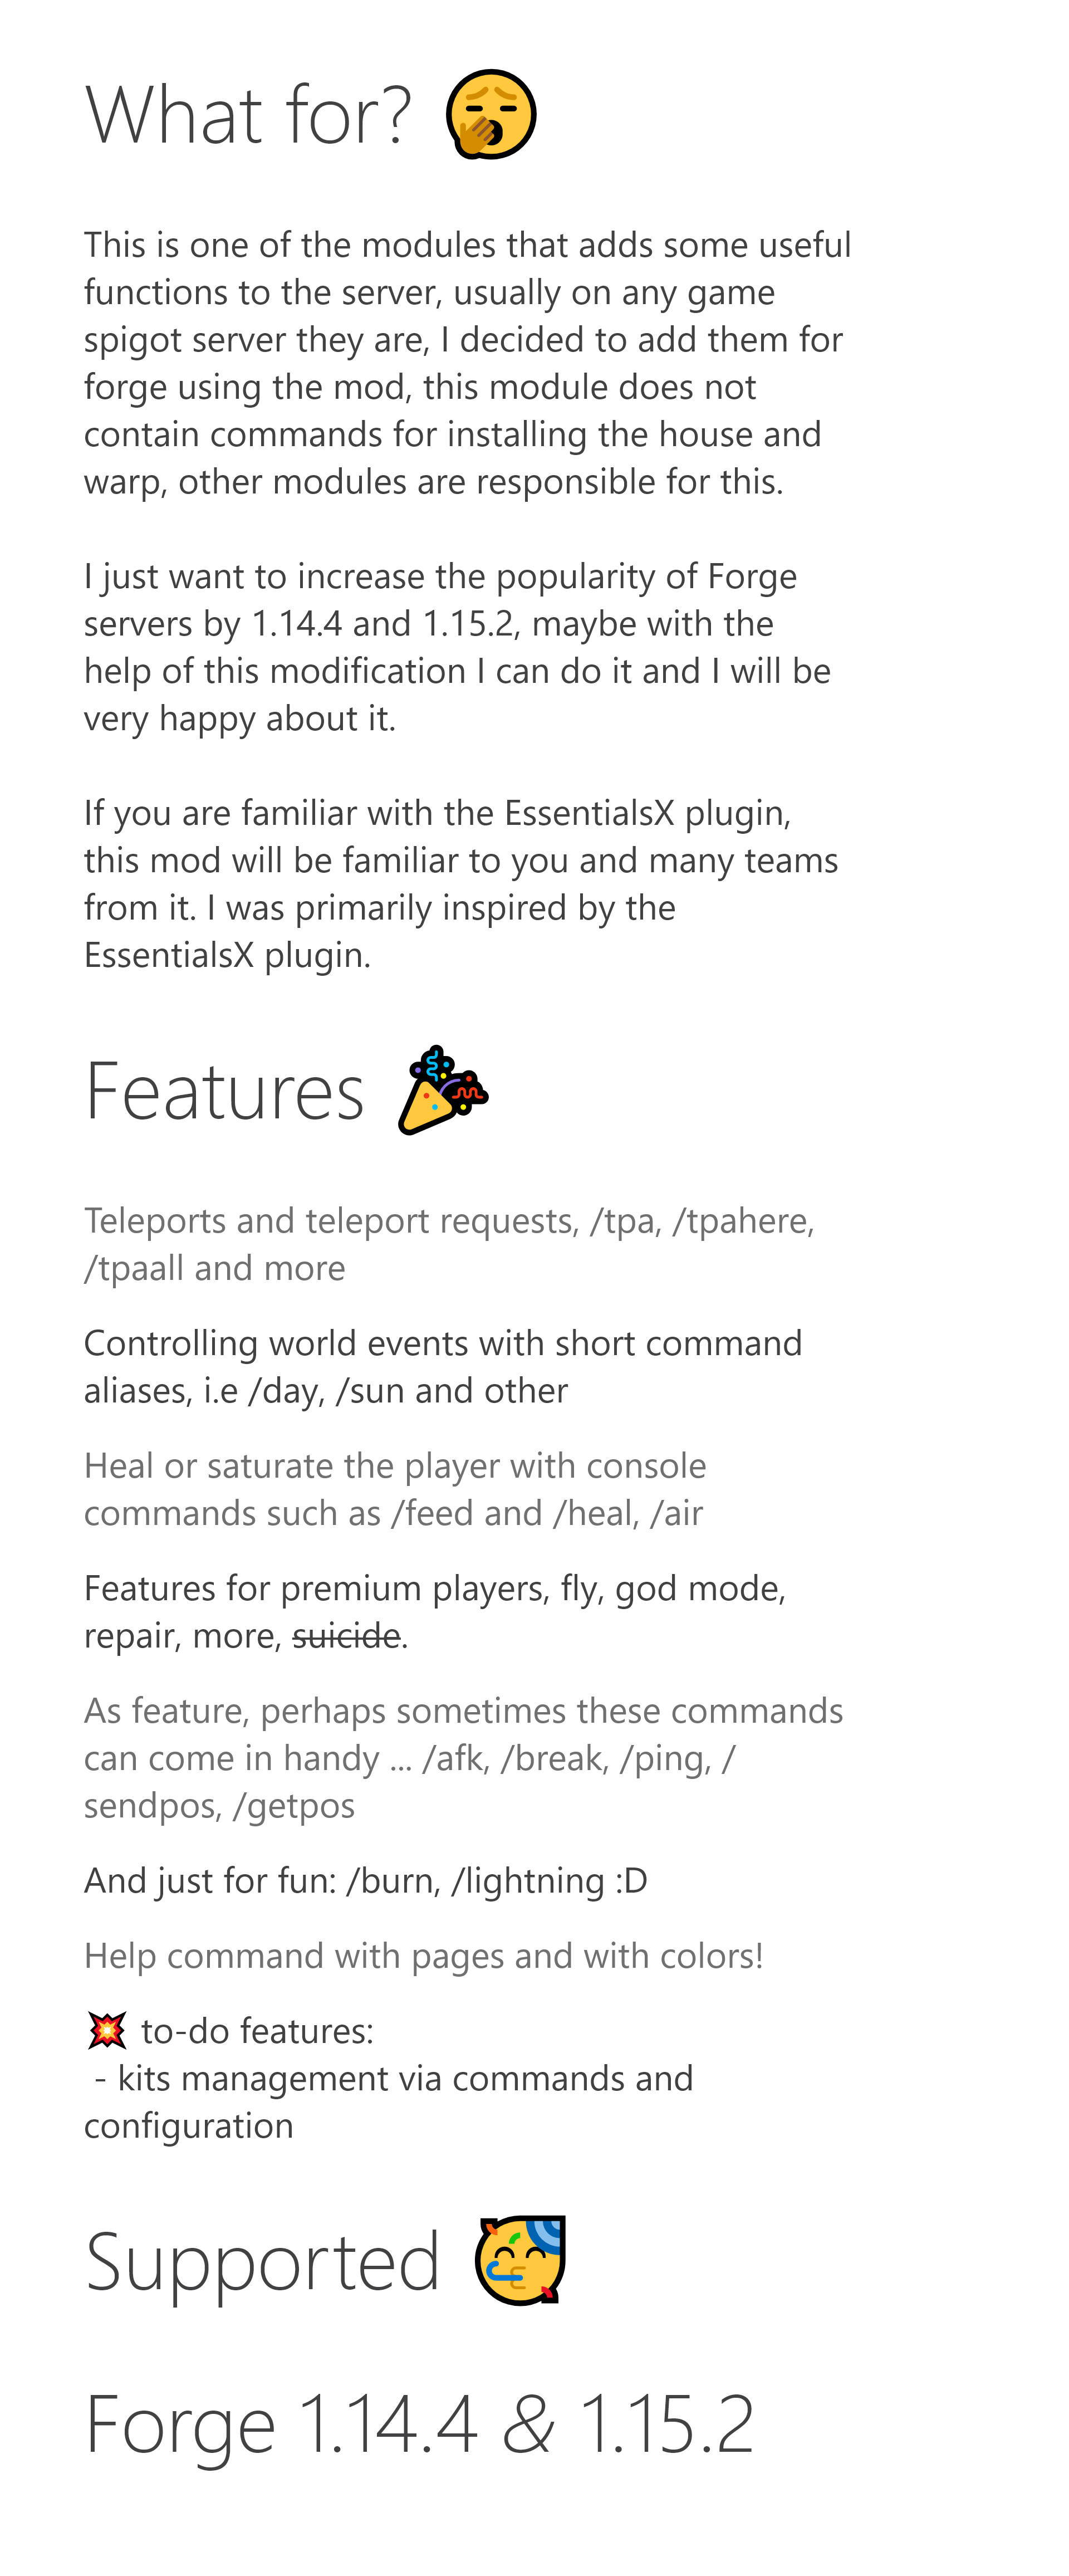 What for? 🥱
This is one of the modules that adds some useful
functions to the server, usually on any game
spigot server they are, I decided to add them for
forge using the mod, this module does not
contain commands for installing the house and
warp, other modules are responsible for this.
I just want to increase the popularity of Forge
servers by 1.14.4 and 1.15.2, maybe with the
help of this modification I can do it and I will be
very happy about it.
If you are familiar with the EssentialsX plugin,
this mod will be familiar to you and many teams
from it. I was primarily inspired by the
EssentialsX plugin.
Features 🎉
Teleports and teleport requests, /tpa, /tpahere,
/tpaall and more
Controlling world events with short command
aliases, i.e /day, /sun and other
Heal or saturate the player with console
commands such as /feed and /heal, /air
Features for premium players, fly, god mode,
repair, more, suicide.
As feature, perhaps sometimes these commands
can come in handy ... /afk, /break, /ping, /
sendpos, /getpos
And just for fun: /burn, /lightning :D
Help command with pages and with colors!
💥 to-do features:
- kits management via commands and
configuration
Supported 🥳
Forge 1.14.4 & 1.15.2